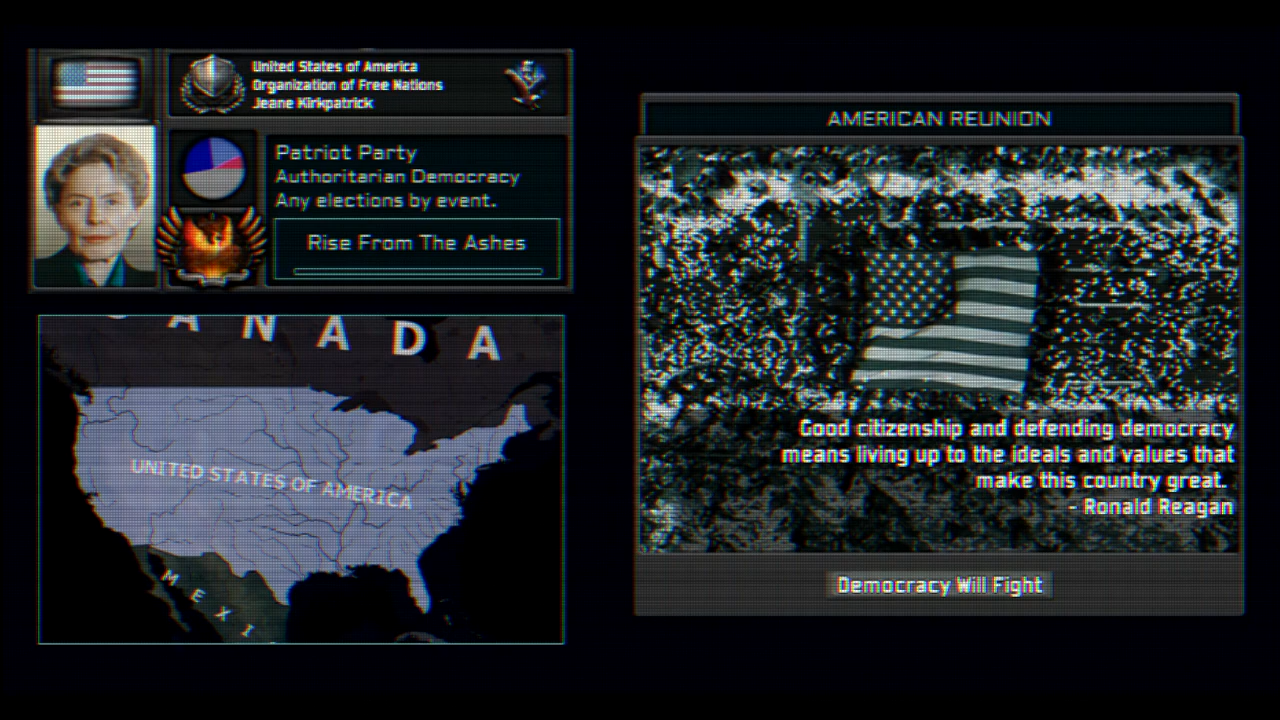 United States of America
Organization of Free Nations
Jeane Kirkpatrick
Patriot Party
Authoritarian Democracy
Any elections by event.
Rise From The Ashes
CANADA
UNITED STATES OF AMERICA
MEXI
AMERICAN REUNION
Good citizenship and defending democracy
means living up to the ideals and values that
make this country great.
- Ronald Reagan
Democracy Will Fight